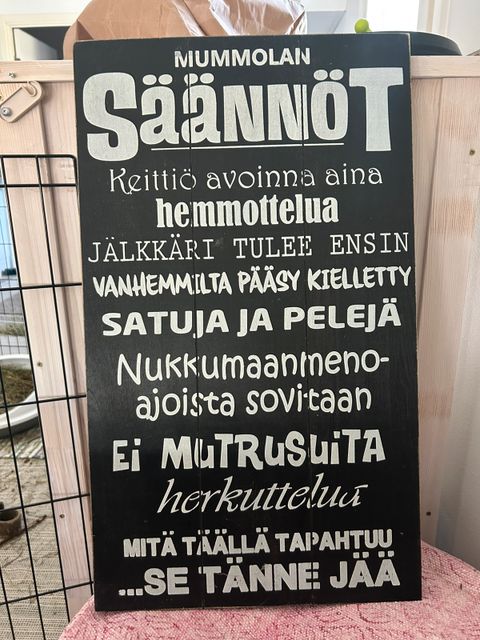 MUMMOLAN
SÄÄNNÖT
Keittiö avoinna aina
hemmottelua
JÄLKKÄRI TULEE ENSIN
VANHEMMILTA PÄÄSY KIELLETTY
SATUJA JA PELEJÄ
Nukkumaanmeno-
ajoista sovitaan
Ei MUTRUSUITA
herkuttelua
MITÄ TÄÄLLÄ TAPAHTUU
...SE TÄNNE JÄÄ